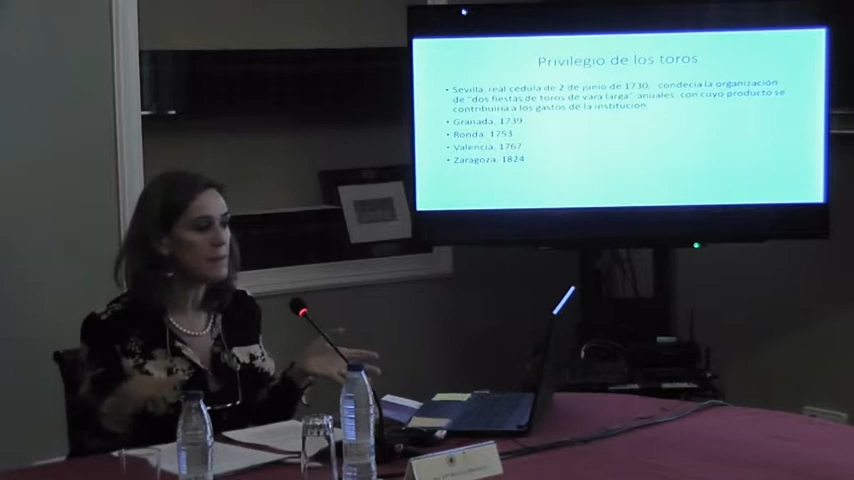 Privilegio de los toros
• Sevilla, real cédula de 2 de junio de 1730, condecía la organización
de "dos fiestas de toros de vara larga" anuales, con cuyo producto se
contribuiría a los gastos de la institución
• Granada, 1739
• Ronda, 1753
• Valencia, 1767
• Zaragoza, 1824